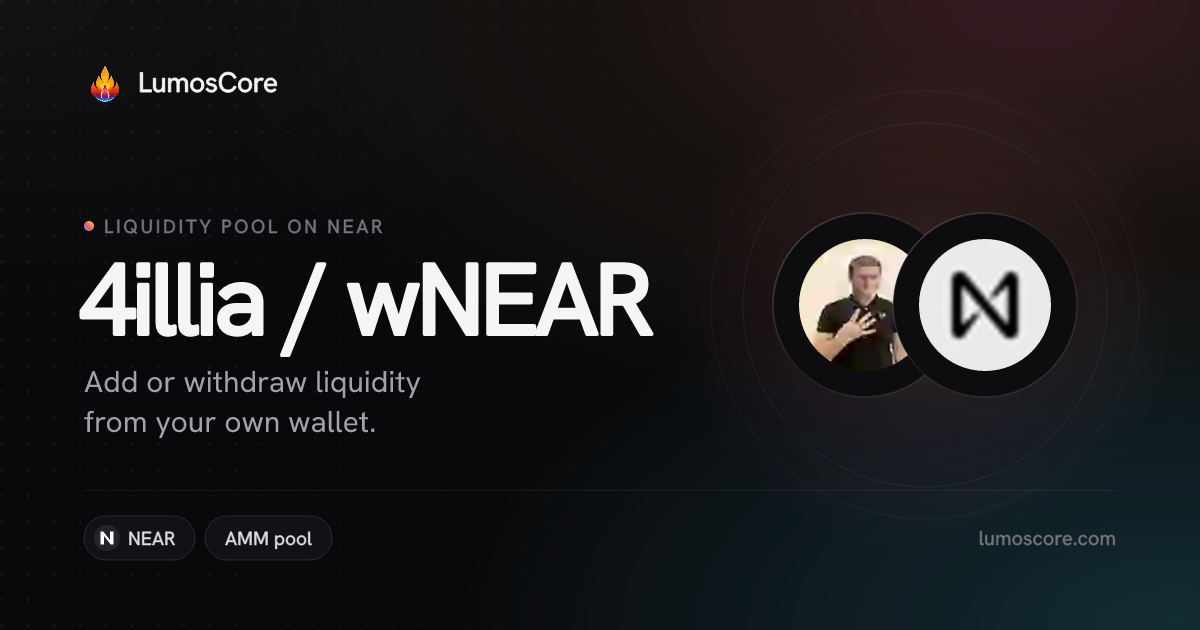 LumosCore
LIQUIDITY POOL ON NEAR
4illia / wNEAR
Add or withdraw liquidity
from your own wallet.
NEAR
AMM pool
lumoscore.com